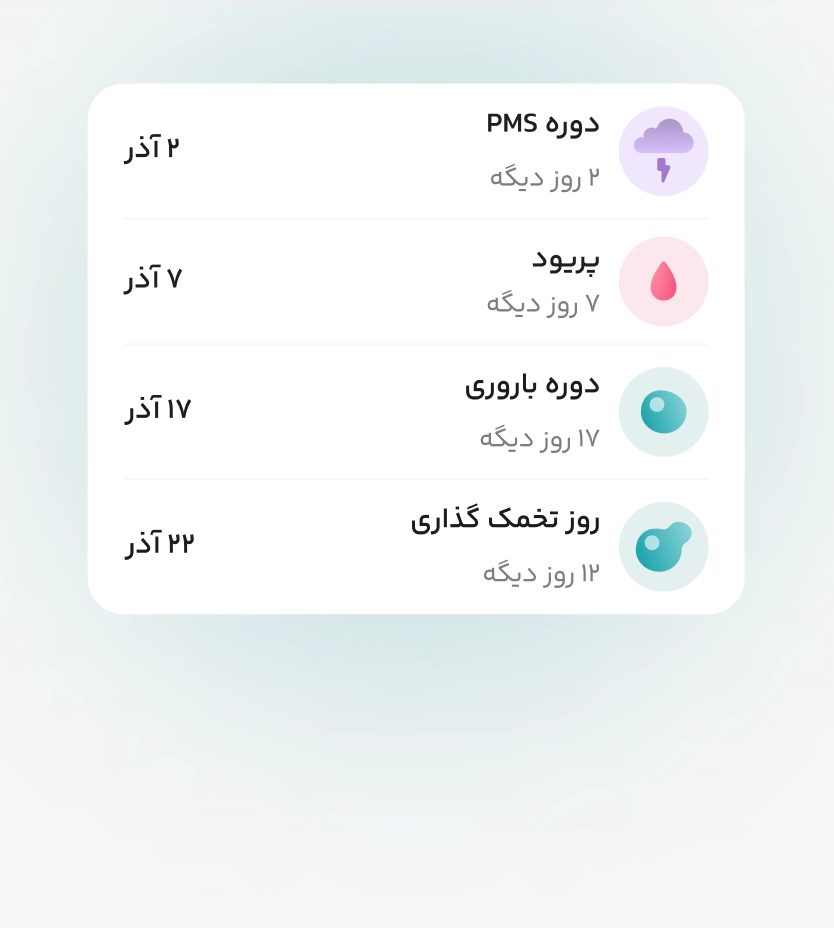 دوره PMS
۲ آذر
۲ روز دیگه
پریود
۷ آذر
۷ روز دیگه
دوره باروری
۱۷ آذر
۱۷ روز دیگه
روز تخمک گذاری
۲۲ آذر
۱۲ روز دیگه